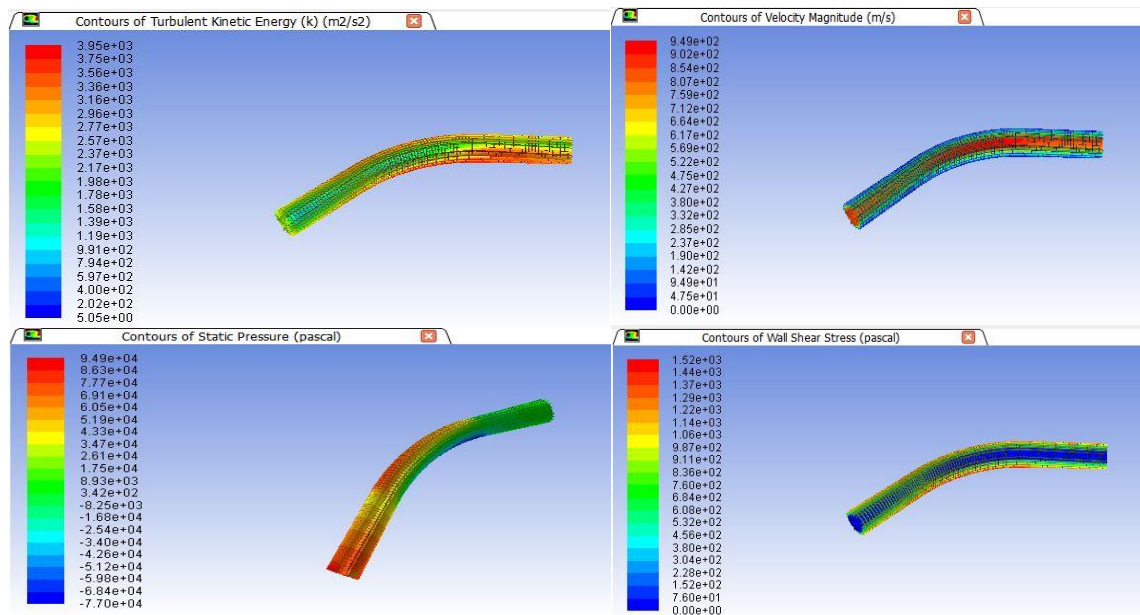 Contours of Turbulent Kinetic Energy (k) (m2/s2)
3.95e+03
3.75e+03
3.56e+03
3.36e+03
3.16e+03
2.96e+03
2.77e+03
2.57e+03
2.37e+03
2.17e+03
1.98e+03
1.78e+03
1.58e+03
1.39e+03
1.19e+03
9.91e+02
7.94e+02
5.97e+02
4.00e+02
2.02e+02
5.05e+00
Contours of Velocity Magnitude (m/s)
9.49e+02
9.02e+02
8.54e+02
8.07e+02
7.59e+02
7.12e+02
6.64e+02
6.17e+02
5.69e+02
5.22e+02
4.75e+02
4.27e+02
3.80e+02
3.32e+02
2.85e+02
2.37e+02
1.90e+02
1.42e+02
9.49e+01
4.75e+01
0.00e+00
Contours of Static Pressure (pascal)
9.49e+04
8.63e+04
7.77e+04
6.91e+04
6.05e+04
5.19e+04
4.33e+04
3.47e+04
2.61e+04
1.75e+04
8.93e+03
3.42e+02
-8.25e+03
-1.68e+04
-2.54e+04
-3.40e+04
-4.26e+04
-5.12e+04
-5.98e+04
-6.84e+04
-7.70e+04
Contours of Wall Shear Stress (pascal)
1.52e+03
1.44e+03
1.37e+03
1.29e+03
1.22e+03
1.14e+03
1.06e+03
9.87e+02
9.11e+02
8.36e+02
7.60e+02
6.84e+02
6.08e+02
5.32e+02
4.56e+02
3.80e+02
3.04e+02
2.28e+02
1.52e+02
7.60e+01
0.00e+00